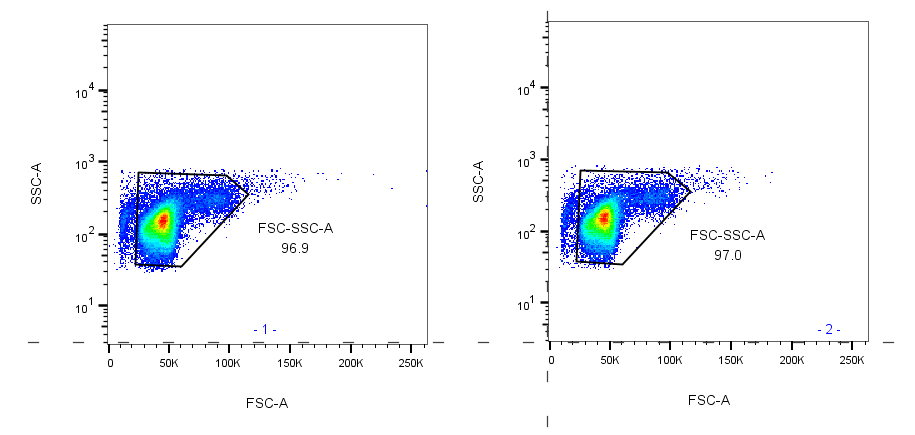 10^4
10^3
10^2
10^1
SSC-A
FSC-SSC-A
96.9
- 1 -
0 50K 100K 150K 200K 250K
FSC-A
10^4
10^3
10^2
10^1
SSC-A
FSC-SSC-A
97.0
- 2 -
0 50K 100K 150K 200K 250K
FSC-A